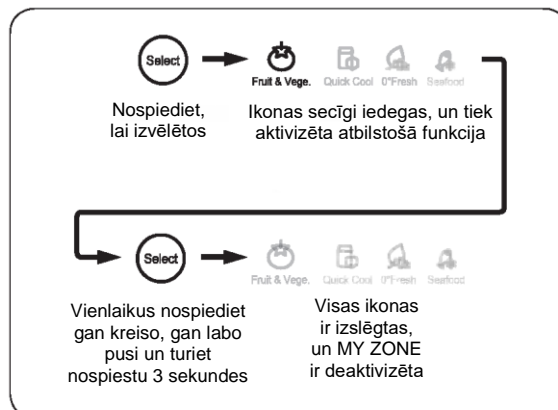 Select
Fruit & Vege. Quick Cool 0°Fresh Seafood
Nospiediet,
lai izvēlētos
Ikonas secīgi iedegas, un tiek
aktivizēta atbilstošā funkcija
Select
Fruit & Vege. Quick Cool 0°Fresh Seafood
Vienlaikus nospiediet
gan kreiso, gan labo
pusi un turiet
nospiestu 3 sekundes
Visas ikonas
ir izslēgtas,
un MY ZONE
ir deaktivizēta